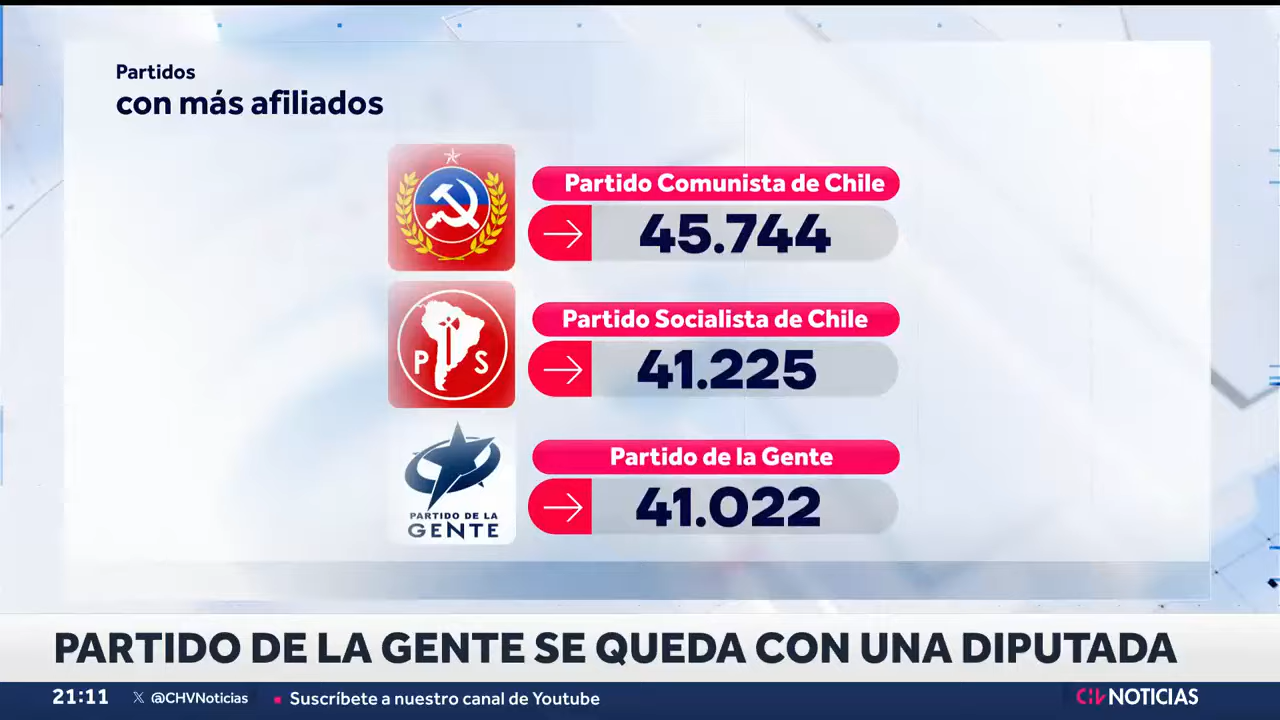 Partidos
con más afiliados
Partido Comunista de Chile
45.744
P S
Partido Socialista de Chile
41.225
PARTIDO DE LA
GENTE
Partido de la Gente
41.022
PARTIDO DE LA GENTE SE QUEDA CON UNA DIPUTADA
21:11 X @CHVNoticias Suscríbete a nuestro canal de Youtube CHV NOTICIAS